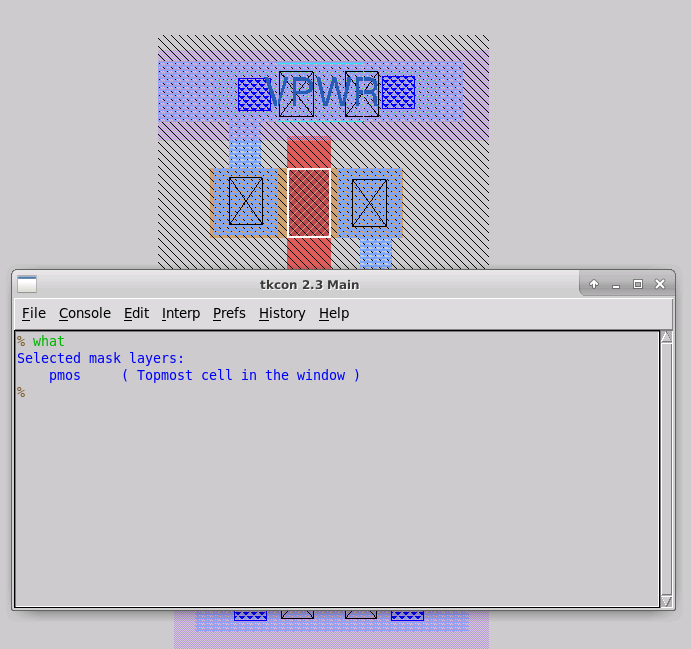 VPWR
tkcon 2.3 Main
File Console Edit Interp Prefs History Help
% what
Selected mask layers:
    pmos     ( Topmost cell in the window )
%